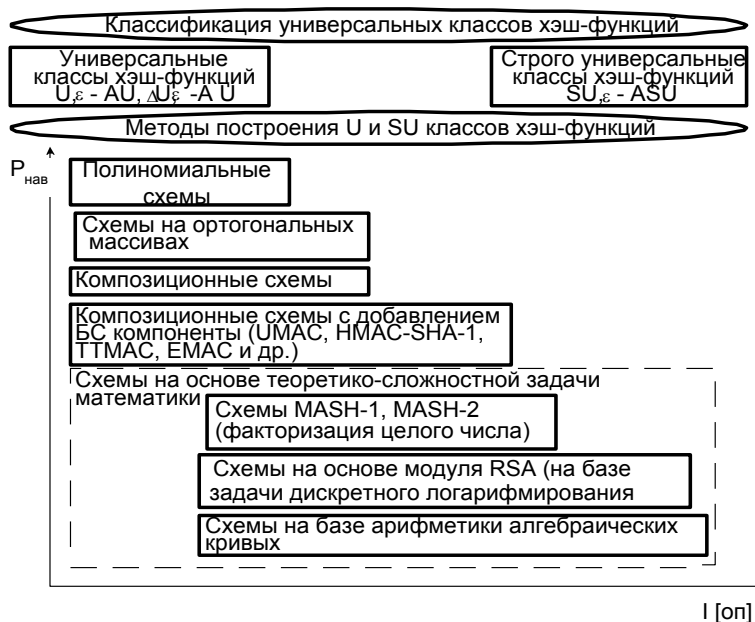 Классификация универсальных классов хэш-функций
Универсальные
классы хэш-функций
U,ε - AU, ΔU,ε -A U
Строго универсальные
классы хэш-функций
SU,ε - ASU
Методы построения U и SU классов хэш-функций
Pнав
Полиномиальные
схемы
Схемы на ортогональных
массивах
Композиционные схемы
Композиционные схемы с добавлением
БС компоненты (UMAC, HMAC-SHA-1,
TTMAC, EMAC и др.)
Схемы на основе теоретико-сложностной задачи
математики
Схемы MASH-1, MASH-2
(факторизация целого числа)
Схемы на основе модуля RSA (на базе
задачи дискретного логарифмирования
Схемы на базе арифметики алгебраических
кривых
I [оп]